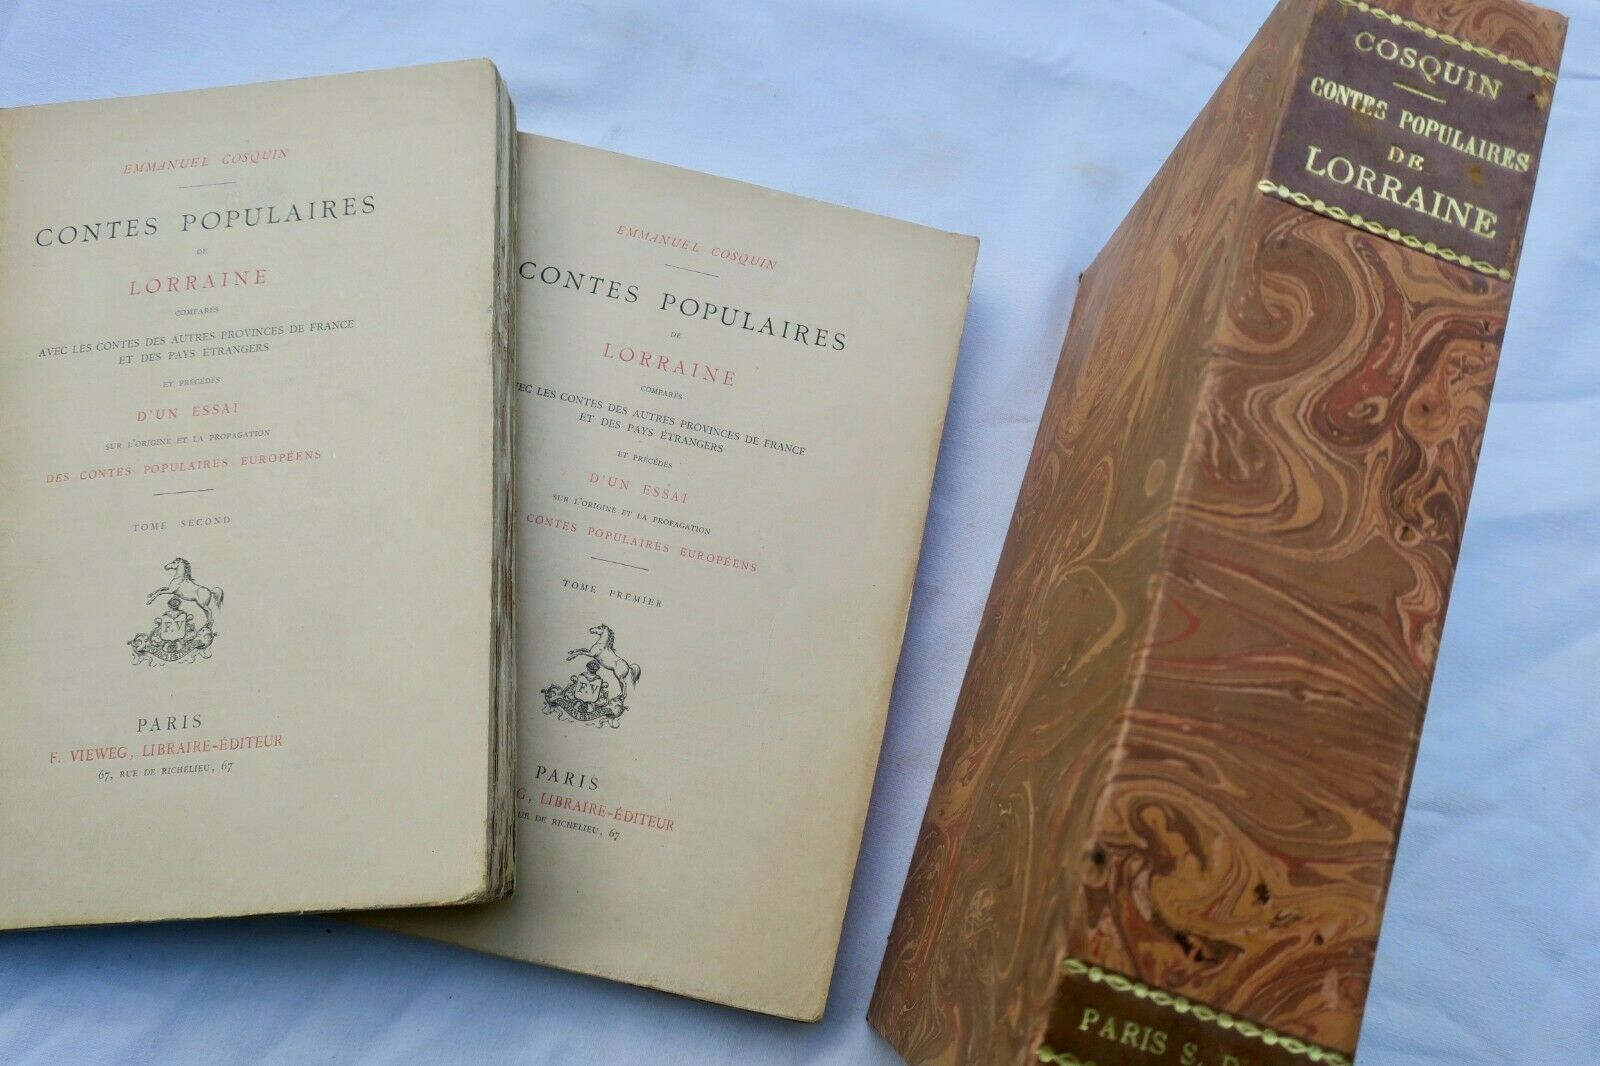 EMMANUEL COSQUIN
CONTES POPULAIRES
DE
LORRAINE
COMPARÉS
AVEC LES CONTES DES AUTRES PROVINCES DE FRANCE
ET DES PAYS ÉTRANGERS
ET PRÉCÉDÉS
D'UN ESSAI
SUR L'ORIGINE ET LA PROPAGATION
DES CONTES POPULAIRES EUROPÉENS
TOME SECOND
F. V
PARIS
F. VIEWEG, LIBRAIRE-ÉDITEUR
67, RUE DE RICHELIEU, 67
EMMANUEL COSQUIN
CONTES POPULAIRES
DE
LORRAINE
COMPARÉS
LES CONTES DES AUTRES PROVINCES DE FRANCE
ET DES PAYS ÉTRANGERS
ET PRÉCÉDÉS
D'UN ESSAI
SUR L'ORIGINE ET LA PROPAGATION
CONTES POPULAIRES EUROPÉENS
TOME PREMIER
F. V
PARIS
G, LIBRAIRE-ÉDITEUR
DE RICHELIEU, 67
COSQUIN
CONTES POPULAIRES
DE
LORRAINE
PARIS S.